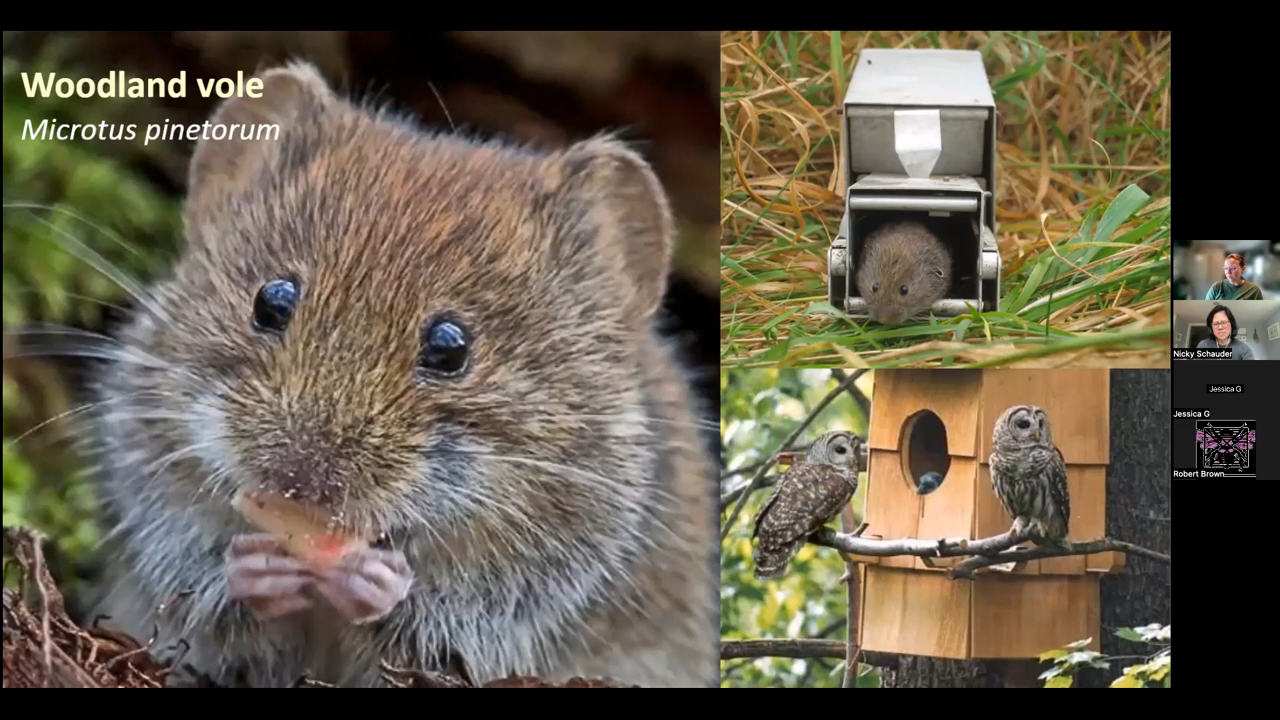 Woodland vole
Microtus pinetorum
Nicky Schauder
Jessica G
Jessica G
Robert Brown